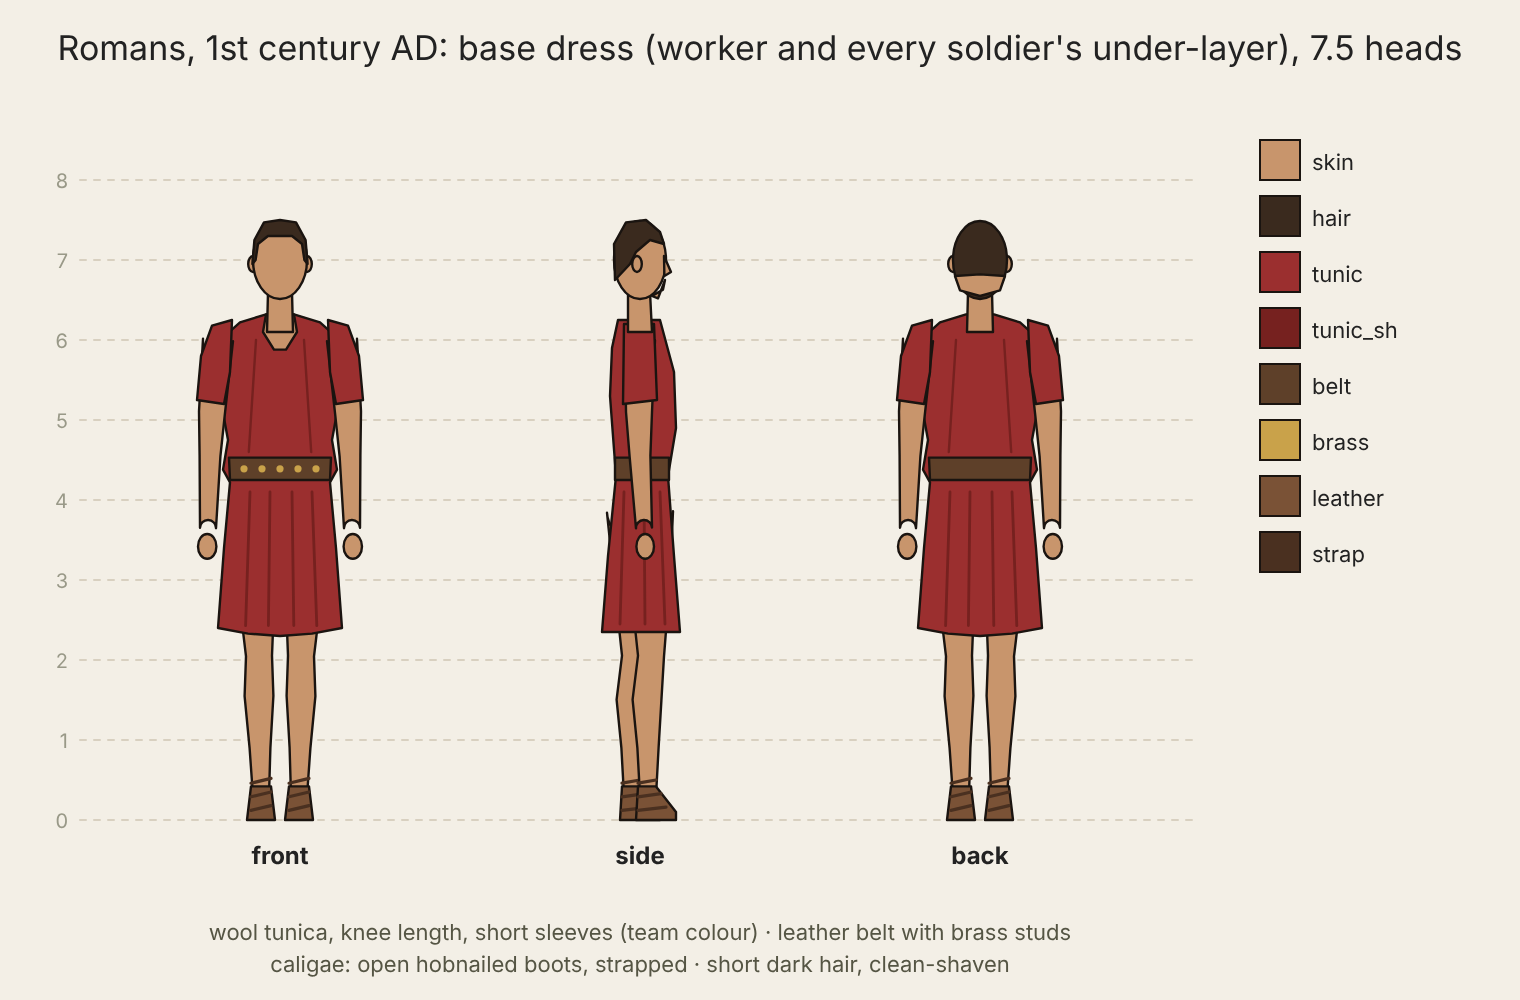 Romans, 1st century AD: base dress (worker and every soldier's under-layer), 7.5 heads
8
7
6
5
4
3
2
1
0
skin
hair
tunic
tunic_sh
belt
brass
leather
strap
front
side
back
wool tunica, knee length, short sleeves (team colour) · leather belt with brass studs
caligae: open hobnailed boots, strapped · short dark hair, clean-shaven